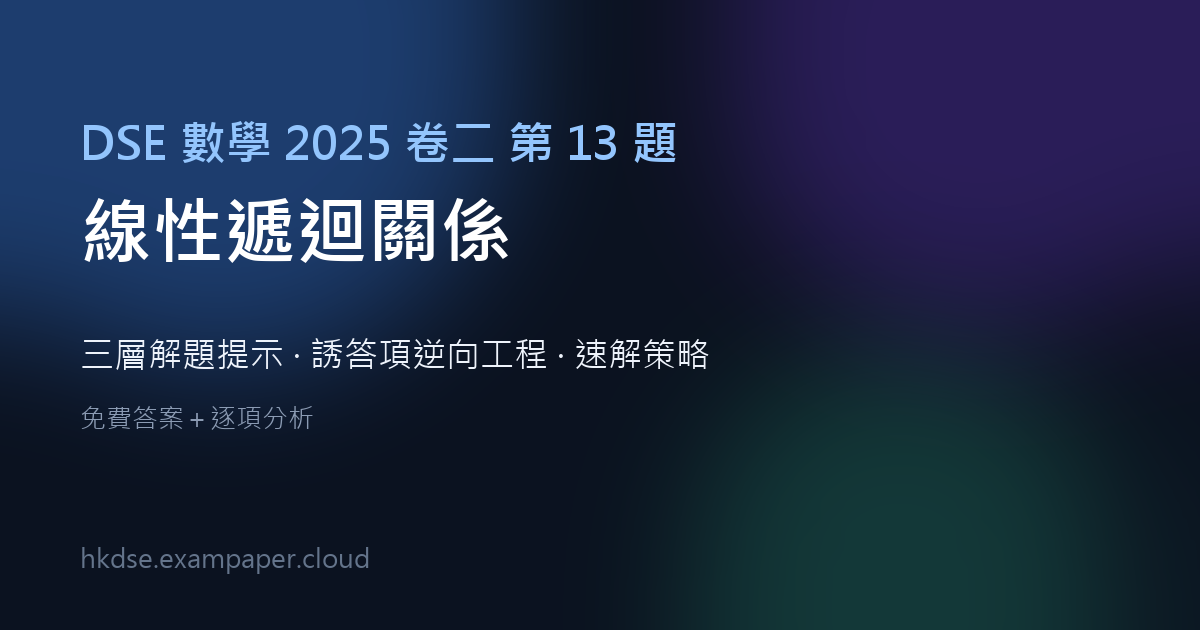 DSE 數學 2025 卷二 第 13 題
線性遞迴關係
三層解題提示 · 誘答項逆向工程 · 速解策略
免費答案 + 逐項分析
hkdse.exampaper.cloud